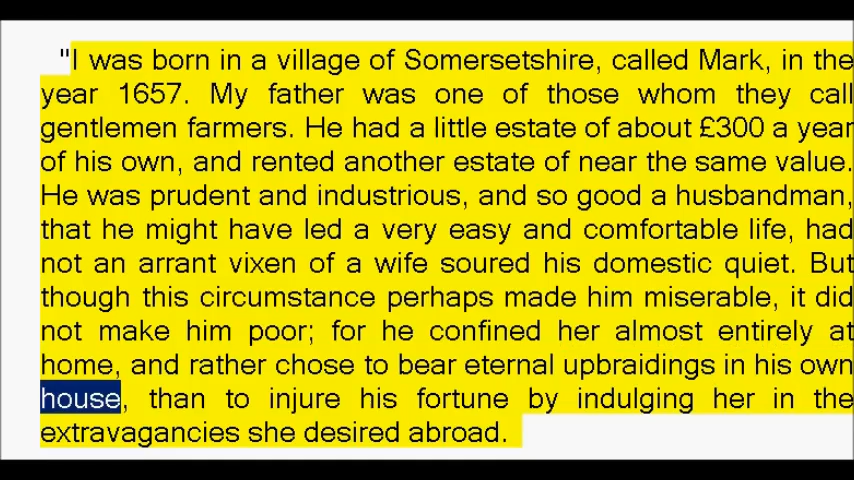 "I was born in a village of Somersetshire, called Mark, in the
year 1657. My father was one of those whom they call
gentlemen farmers. He had a little estate of about £300 a year
of his own, and rented another estate of near the same value.
He was prudent and industrious, and so good a husbandman,
that he might have led a very easy and comfortable life, had
not an arrant vixen of a wife soured his domestic quiet. But
though this circumstance perhaps made him miserable, it did
not make him poor; for he confined her almost entirely at
home, and rather chose to bear eternal upbraidings in his own
house, than to injure his fortune by indulging her in the
extravagancies she desired abroad.